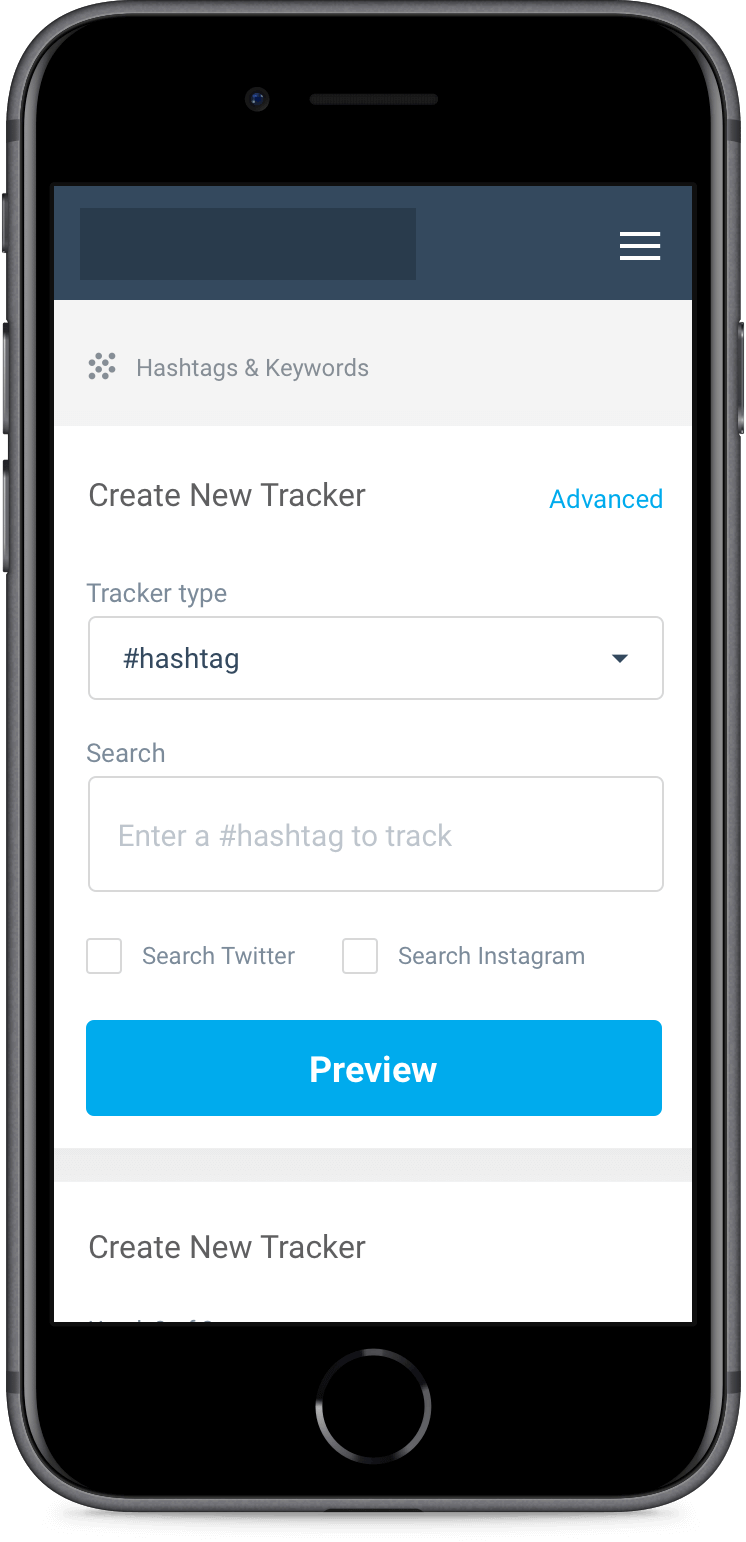 Hashtags & Keywords
Create New Tracker
Advanced
Tracker type
#hashtag
Search
Enter a #hashtag to track
Search Twitter
Search Instagram
Preview
Create New Tracker